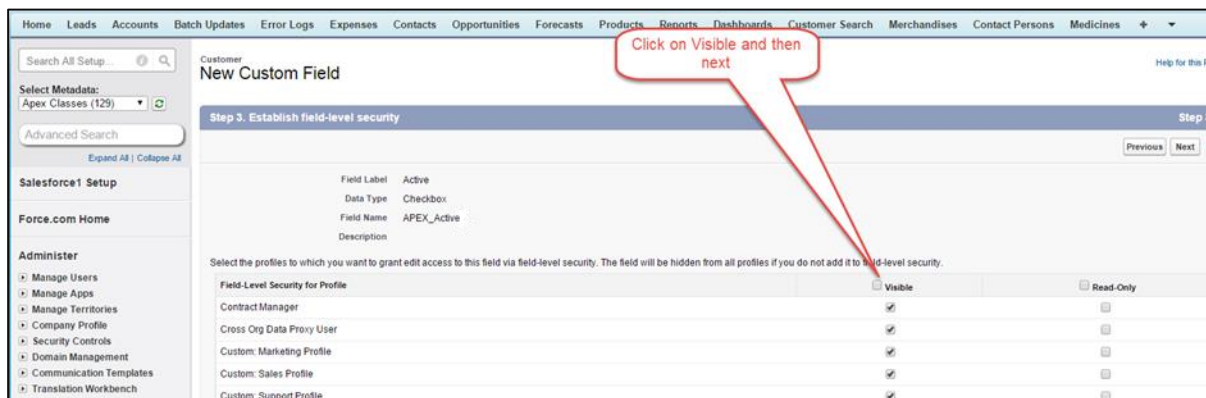 Home Leads Accounts Batch Updates Error Logs Expenses Contacts Opportunities Forecasts Products Reports Dashboards Customer Search Merchandises Contact Persons Medicines +
Click on Visible and then
next
Search All Setup...
Select Metadata:
Apex Classes (129)
Advanced Search
Expand All | Collapse All
Salesforce1 Setup
Force.com Home
Administer
Manage Users
Manage Apps
Manage Territories
Company Profile
Security Controls
Domain Management
Communication Templates
Translation Workbench
Customer
New Custom Field
Help for this
Step 3. Establish field-level security Step
Previous Next
Field Label Active
Data Type Checkbox
Field Name APEX_Active
Description
Select the profiles to which you want to grant edit access to this field via field-level security. The field will be hidden from all profiles if you do not add it to field-level security.
Field-Level Security for Profile Visible Read-Only
Contract Manager
Cross Org Data Proxy User
Custom: Marketing Profile
Custom: Sales Profile
Custom: Support Profile